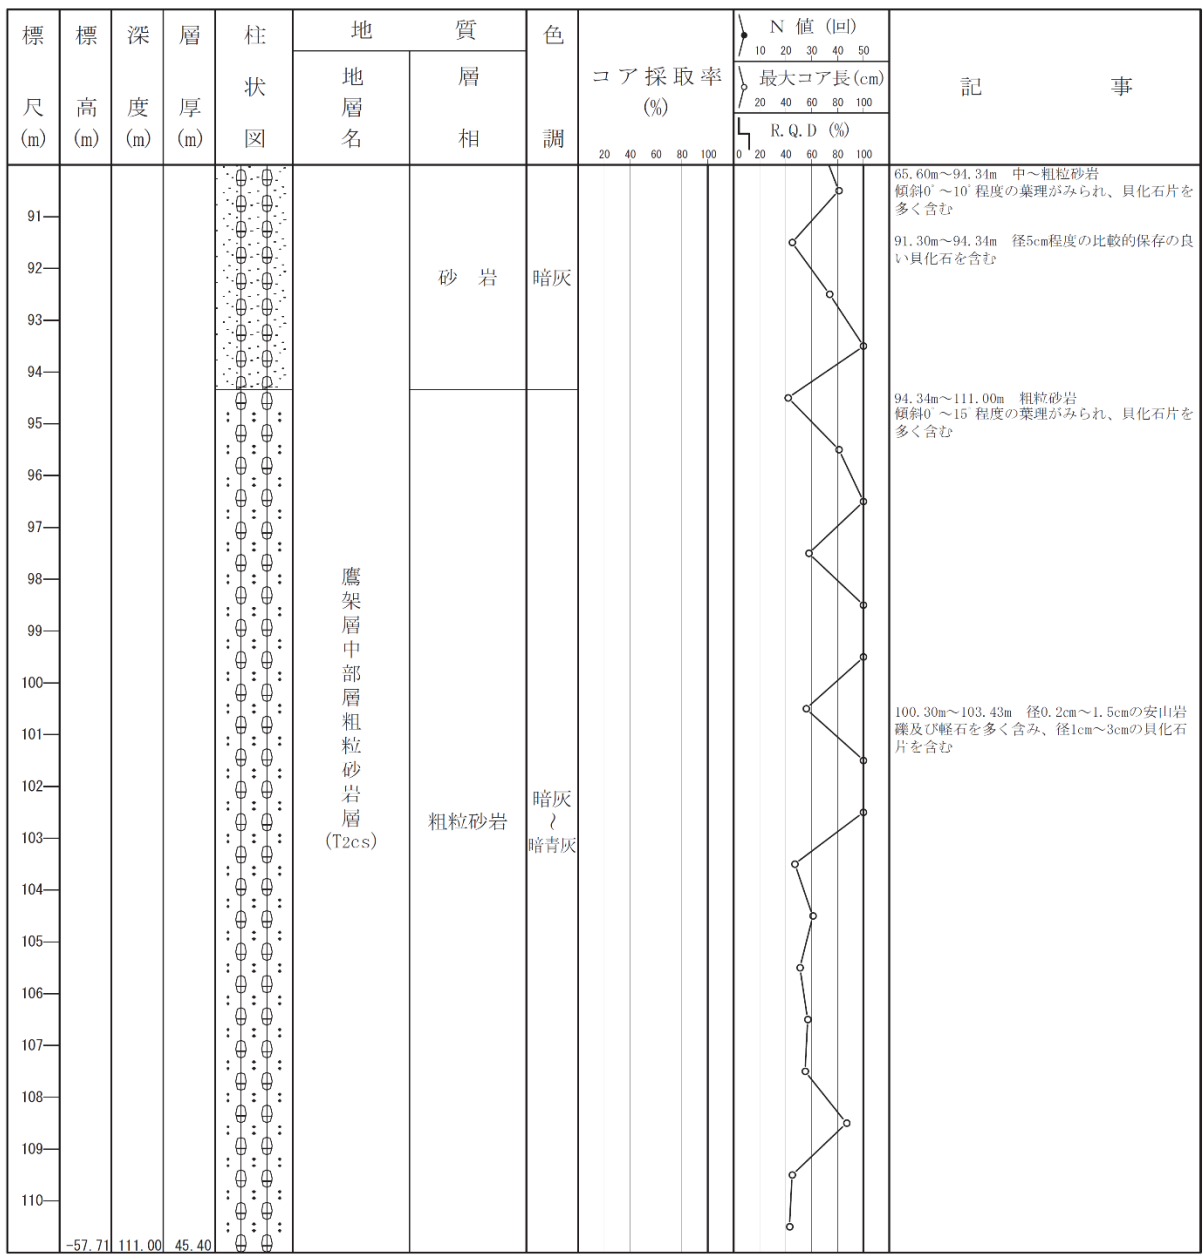 標尺(m)
標高(m)
深度(m)
層厚(m)
柱状図
地質
地層名
層相
色調
コア採取率
(%)
20 40 60 80 100
N 値 (回)
10 20 30 40 50
最大コア長(cm)
20 40 60 80 100
R.Q.D (%)
0 20 40 60 80 100
記事
91
92
93
94
95
96
97
98
99
100
101
102
103
104
105
106
107
108
109
110
-57.71 111.00 45.40
鷹架層中部層粗粒砂岩層
(T2cs)
砂岩
暗灰
粗粒砂岩
暗灰
~
暗青灰
65.60m～94.34m 中～粗粒砂岩
傾斜0°～10°程度の葉理がみられ、貝化石片を
多く含む
91.30m～94.34m 径5cm程度の比較的保存の良
い貝化石を含む
94.34m～111.00m 粗粒砂岩
傾斜0°～15°程度の葉理がみられ、貝化石片を
多く含む
100.30m～103.43m 径0.2cm～1.5cmの安山岩
礫及び軽石を多く含み、径1cm～3cmの貝化石
片を含む